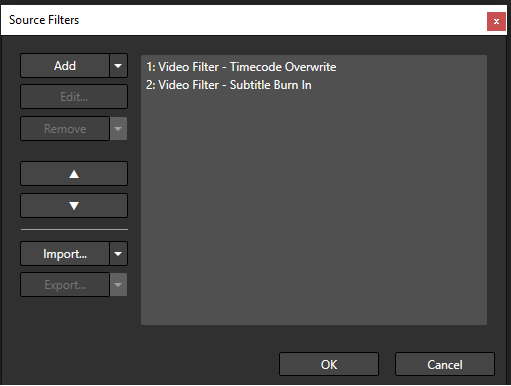 Source Filters
x
Add
Edit...
Remove
Import...
Export...
1: Video Filter - Timecode Overwrite
2: Video Filter - Subtitle Burn In
OK
Cancel